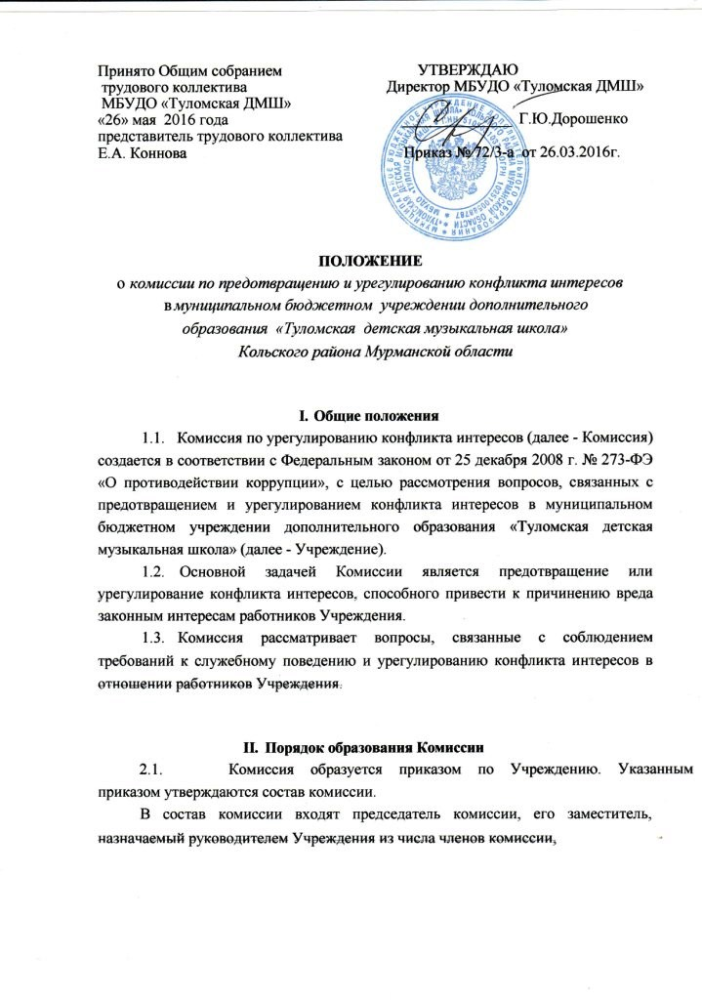 Принято Общим собранием
трудового коллектива
МБУДО «Туломская ДМШ»
«26» мая 2016 года
представитель трудового коллектива
Е.А. Коннова
УТВЕРЖДАЮ
Директор МБУДО «Туломская ДМШ»
Г.Ю.Дорошенко
Приказ № 72/3-а от 26.03.2016г.
ПОЛОЖЕНИЕ
о комиссии по предотвращению и урегулированию конфликта интересов
в муниципальном бюджетном учреждении дополнительного
образования «Туломская детская музыкальная школа»
Кольского района Мурманской области
I. Общие положения
1.1. Комиссия по урегулированию конфликта интересов (далее - Комиссия)
создается в соответствии с Федеральным законом от 25 декабря 2008 г. № 273-ФЭ
«О противодействии коррупции», с целью рассмотрения вопросов, связанных с
предотвращением и урегулированием конфликта интересов в муниципальном
бюджетном учреждении дополнительного образования «Туломская детская
музыкальная школа» (далее - Учреждение).
1.2. Основной задачей Комиссии является предотвращение или
урегулирование конфликта интересов, способного привести к причинению вреда
законным интересам работников Учреждения.
1.3. Комиссия рассматривает вопросы, связанные с соблюдением
требований к служебному поведению и урегулированию конфликта интересов в
отношении работников Учреждения.
II. Порядок образования Комиссии
2.1. Комиссия образуется приказом по Учреждению. Указанным
приказом утверждаются состав комиссии.
В состав комиссии входят председатель комиссии, его заместитель,
назначаемый руководителем Учреждения из числа членов комиссии,